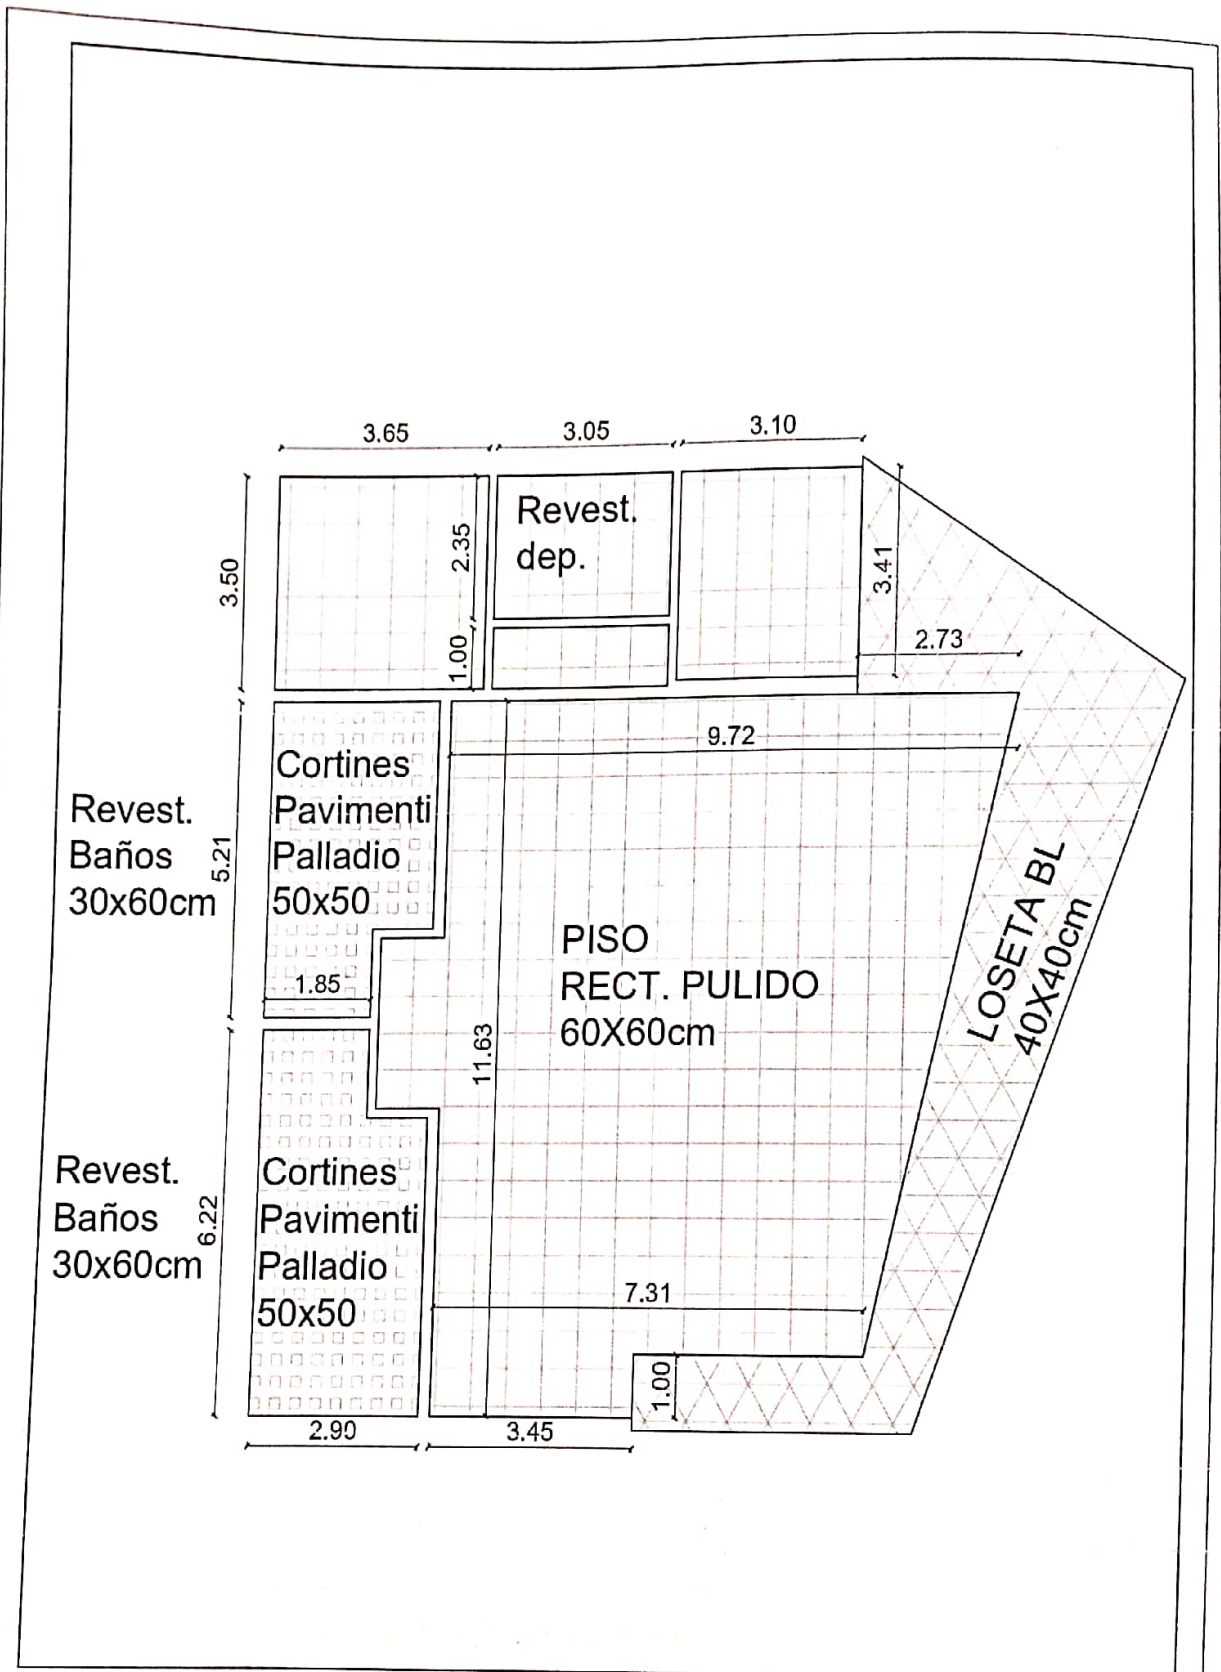 3.65
3.05
3.10
3.50
2.35
1.00
Revest.
dep.
3.41
2.73
9.72
Cortines
Pavimenti
Palladio
50x50
Revest.
Baños
30x60cm
5.21
1.85
PISO
RECT. PULIDO
60X60cm
11.63
LOSETA BL
40X40cm
Revest.
Baños
30x60cm
6.22
Cortines
Pavimenti
Palladio
50x50
7.31
1.00
2.90
3.45